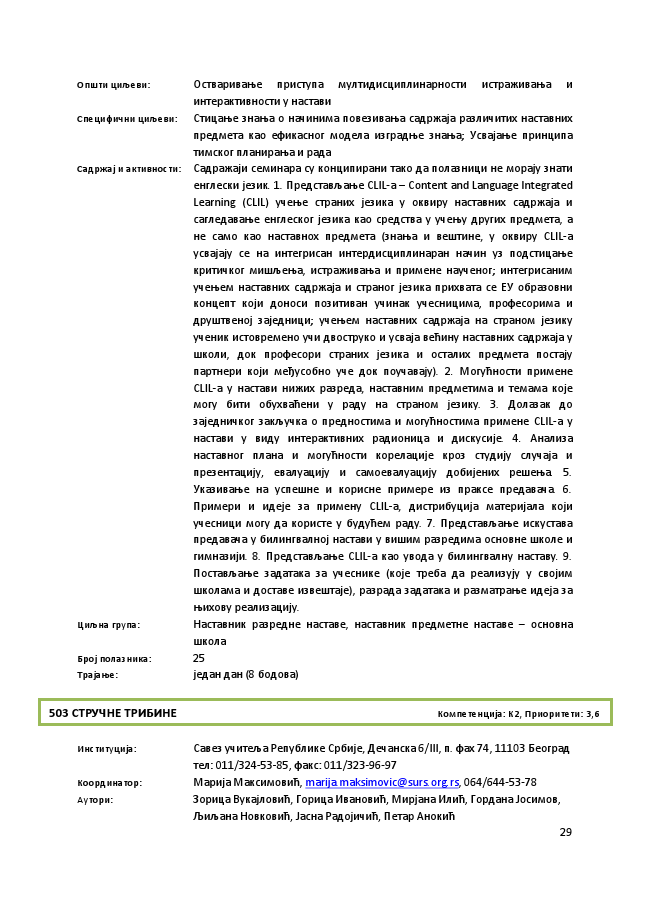 Општи циљеви: Остваривање приступа мултидисциплинарности истраживања и
интерактивности у настави
Специфични циљеви: Стицање знања о начинима повезивања садржаја различитих наставних
предмета као ефикасног модела изградње знања; Усвајање принципа
тимског планирања и рада
Садржај и активности: Садражаји семинара су конципирани тако да полазници не морају знати
енглески језик. 1. Представљање CLIL-а – Content and Language Integrated
Learning (CLIL) учење страних језика у оквиру наставних садржаја и
сагледавање енглеског језика као средства у учењу других предмета, а
не само као наставнох предмета (знања и вештине, у оквиру CLIL-а
усвајају се на интегрисан интердисциплинаран начин уз подстицање
критичког мишљења, истраживања и примене наученог; интегрисаним
учењем наставних садржаја и страног језика прихвата се ЕУ образовни
концепт који доноси позитиван учинак учесницима, професорима и
друштвеној заједници; учењем наставних садржаја на страном језику
ученик истовремено учи двоструко и усваја већину наставних садржаја у
школи, док професори страних језика и осталих предмета постају
партнери који међусобно уче док поучавају). 2. Могућности примене
CLIL-а у настави нижих разреда, наставним предметима и темама које
могу бити обухваћени у раду на страном језику. 3. Долазак до
заједничког закључка о предностима и могућностима примене CLIL-а у
настави у виду интерактивних радионица и дискусије. 4. Анализа
наставног плана и могућности корелације кроз студију случаја и
презентацију, евалуацију и самоевалуацију добијених решења. 5.
Указивање на успешне и корисне примере из праксе предавача. 6.
Примери и идеје за примену CLIL-а, дистрибуција материјала који
учесници могу да користе у будућем раду. 7. Представљање искустава
предавача у билингвалној настави у вишим разредима основне школе и
гимназији. 8. Представљање CLIL-а као увода у билингвалну наставу. 9.
Постављање задатака за учеснике (које треба да реализују у својим
школама и доставе извештаје), разрада задатака и разматрање идеја за
њихову реализацију.
Циљна група: Наставник разредне наставе, наставник предметне наставе – основна
школа
Број полазника: 25
Трајање: један дан (8 бодова)
503 СТРУЧНЕ ТРИБИНЕ Компетенција: К2, Приоритети: 3,6
Институција: Савез учитеља Републике Србије, Дечанска 6/III, п. фах 74, 11103 Београд
тел: 011/324-53-85, факс: 011/323-96-97
Координатор: Марија Максимовић, marija.maksimovic@surs.org.rs, 064/644-53-78
Аутори: Зорица Вукајловић, Горица Ивановић, Мирјана Илић, Гордана Јосимов,
Љиљана Новковић, Јасна Радојичић, Петар Анокић
29